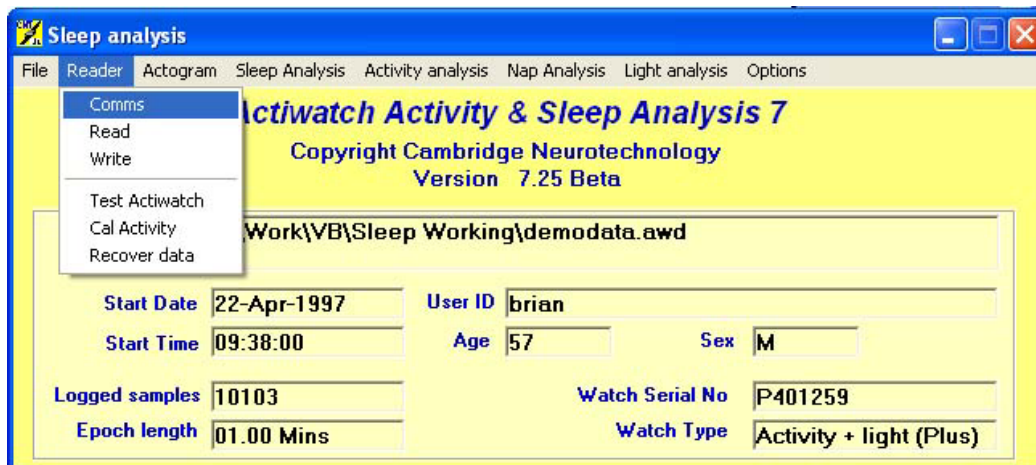 Sleep analysis
File Reader Actogram Sleep Analysis Activity analysis Nap Analysis Light analysis Options
Comms
Read
Write
Test Actiwatch
Cal Activity
Recover data
ctiwatch Activity & Sleep Analysis 7
Copyright Cambridge Neurotechnology
Version 7.25 Beta
\Work\VB\Sleep Working\demodata.awd
Start Date 22-Apr-1997 User ID brian
Start Time 09:38:00 Age 57 Sex M
Logged samples 10103 Watch Serial No P401259
Epoch length 01.00 Mins Watch Type Activity + light (Plus)